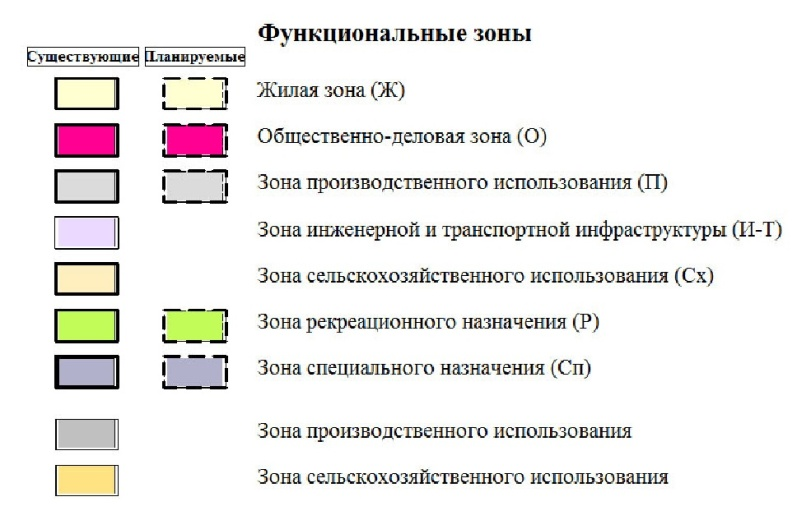 Функциональные зоны
Существующие Планируемые
Жилая зона (Ж)
Общественно-деловая зона (О)
Зона производственного использования (П)
Зона инженерной и транспортной инфраструктуры (И-Т)
Зона сельскохозяйственного использования (Сх)
Зона рекреационного назначения (Р)
Зона специального назначения (Сп)
Зона производственного использования
Зона сельскохозяйственного использования